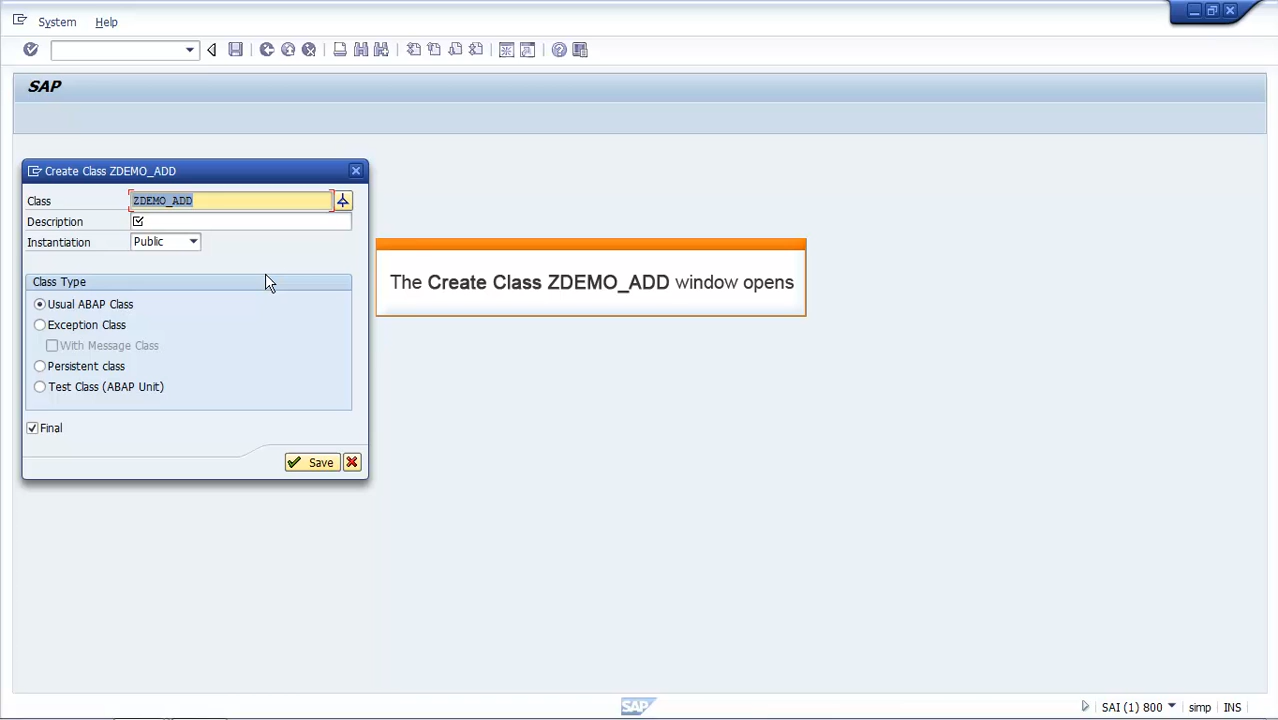 System Help
SAP
Create Class ZDEMO_ADD
Class ZDEMO_ADD
Description
Instantiation Public
The Create Class ZDEMO_ADD window opens
Class Type
Usual ABAP Class
Exception Class
With Message Class
Persistent class
Test Class (ABAP Unit)
Final
Save
SAP SAI (1) 800 simp INS